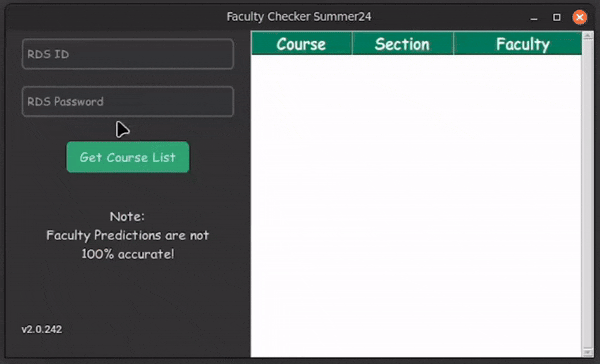 Faculty Checker Summer24
RDS ID
RDS Password
Get Course List
Note:
Faculty Predictions are not
100% accurate!
v2.0.242
Course Section Faculty